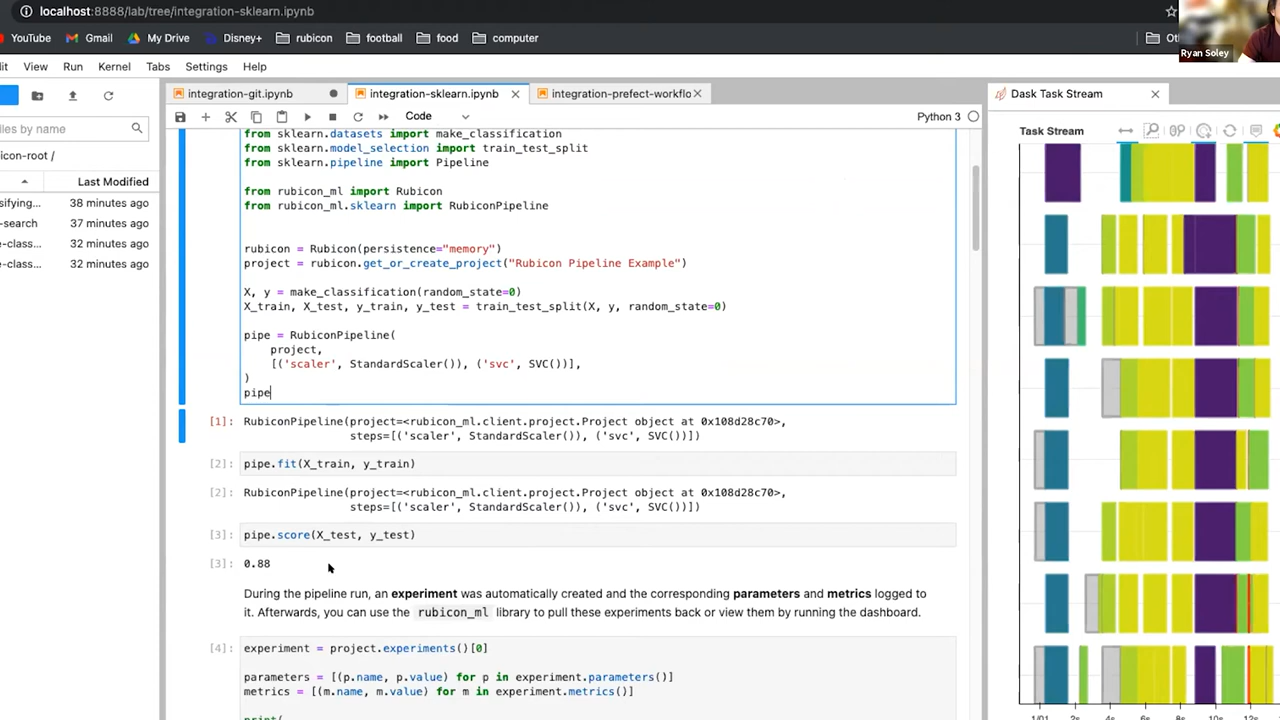 localhost:8888/lab/tree/integration-sklearn.ipynb
YouTube Gmail My Drive Disney+ rubicon football food computer
Ryan Soley
View Run Kernel Tabs Settings Help
integration-git.ipynb integration-sklearn.ipynb integration-prefect-workflo Dask Task Stream
Code Python 3
les by name
Task Stream
icon-root /
Last Modified
sifying... 38 minutes ago
-search 37 minutes ago
e-class... 32 minutes ago
e-class... 32 minutes ago
from sklearn.datasets import make_classification
from sklearn.model_selection import train_test_split
from sklearn.pipeline import Pipeline
from rubicon_ml import Rubicon
from rubicon_ml.sklearn import RubiconPipeline
rubicon = Rubicon(persistence="memory")
project = rubicon.get_or_create_project("Rubicon Pipeline Example")
X, y = make_classification(random_state=0)
X_train, X_test, y_train, y_test = train_test_split(X, y, random_state=0)
pipe = RubiconPipeline(
project,
[('scaler', StandardScaler()), ('svc', SVC())],
)
pipe
[1]: RubiconPipeline(project=<rubicon_ml.client.project.Project object at 0x108d28c70>,
steps=[('scaler', StandardScaler()), ('svc', SVC())])
[2]: pipe.fit(X_train, y_train)
[2]: RubiconPipeline(project=<rubicon_ml.client.project.Project object at 0x108d28c70>,
steps=[('scaler', StandardScaler()), ('svc', SVC())])
[3]: pipe.score(X_test, y_test)
[3]: 0.88
During the pipeline run, an experiment was automatically created and the corresponding parameters and metrics logged to
it. Afterwards, you can use the rubicon_ml library to pull these experiments back or view them by running the dashboard.
[4]: experiment = project.experiments()[0]
parameters = [(p.name, p.value) for p in experiment.parameters()]
metrics = [(m.name, m.value) for m in experiment.metrics()]
print(
1/01 2s 4s 6s 8s 10s 12s